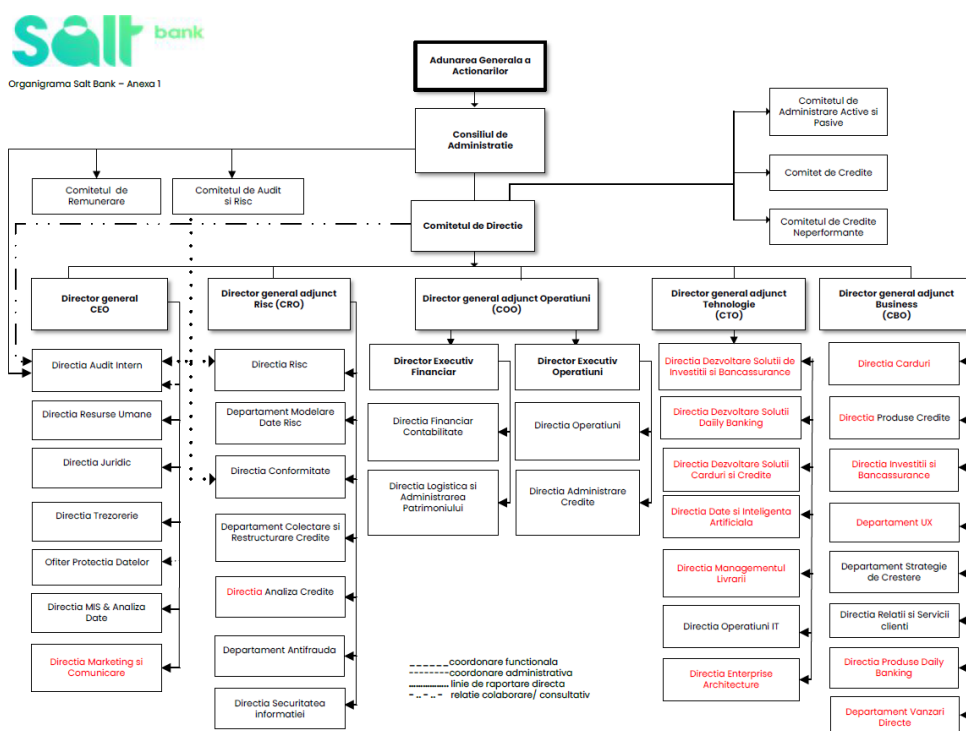 Salt bank
Organigrama Salt Bank – Anexa 1
Adunarea Generala a
Actionarilor
Consiliul de
Administratie
Comitetul de
Administrare Active si
Pasive
Comitet de Credite
Comitetul de Credite
Neperformante
Comitetul de
Remunerare
Comitetul de Audit
si Risc
Comitetul de Directie
Director general
CEO
Director general adjunct
Risc (CRO)
Director general adjunct Operatiuni
(COO)
Director general adjunct
Tehnologie
(CTO)
Director general adjunct
Business
(CBO)
Directia Audit Intern
Directia Resurse Umane
Directia Juridic
Directia Trezorerie
Ofiter Protectia Datelor
Directia MIS & Analiza
Date
Directia Marketing si
Comunicare
Directia Risc
Departament Modelare
Date Risc
Directia Conformitate
Departament Colectare si
Restructurare Credite
Directia Analiza Credite
Departament Antifrauda
Directia Securitatea
informatiei
Director Executiv
Financiar
Directia Financiar
Contabilitate
Directia Logistica si
Administrarea
Patrimoniului
Director Executiv
Operatiuni
Directia Operatiuni
Directia Administrare
Credite
Directia Dezvoltare Solutii de
Investitii si Bancassurance
Directia Dezvoltare Solutii
Daiily Banking
Directia Dezvoltare Solutii
Carduri si Credite
Directia Date si Inteligenta
Artificiala
Directia Managementul
Livrarii
Directia Operatiuni IT
Directia Enterprise
Architecture
Directia Carduri
Directia Produse Credite
Directia Investitii si
Bancassurance
Departament UX
Departament Strategie
de Crestere
Directia Relatii si Servicii
clienti
Directia Produse Daily
Banking
Departament Vanzari
Directe
coordonare functionala
coordonare administrativa
linie de raportare directa
relatie colaborare/ consultativ